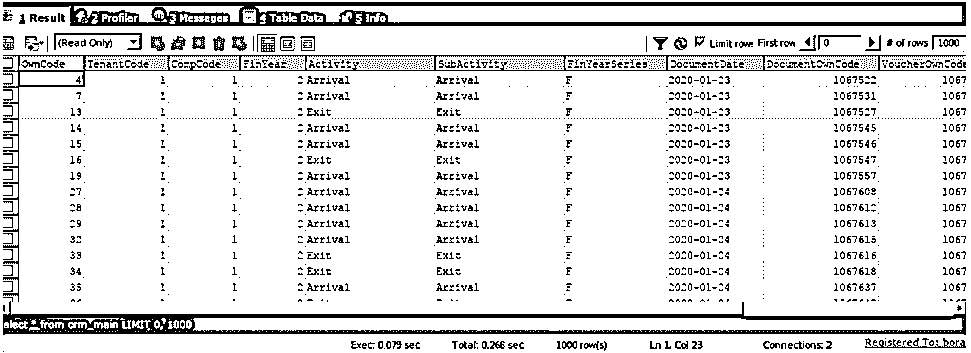 1 Result 2 Profiler 3 Messages 4 Table Data 5 Info
(Read Only) Limit rows First row 0 # of rows 1000
OwnCode TenantCode CompCode FinYear Activity SubActivity FinYearSeries DocumentDate DocumentOwnCode VoucherOwnCode
4 1 1 2 Arrival Arrival F 2020-01-23 1067522 1067
7 1 1 2 Arrival Arrival F 2020-01-23 1067531 1067
13 1 1 2 Exit Exit F 2020-01-23 1067527 1067
14 1 1 2 Arrival Arrival F 2020-01-23 1067545 1067
15 1 1 2 Arrival Arrival F 2020-01-23 1067546 1067
16 1 1 2 Exit Exit F 2020-01-23 1067547 1067
19 1 1 2 Arrival Arrival F 2020-01-23 1067557 1067
27 1 1 2 Arrival Arrival F 2020-01-24 1067608 1067
28 1 1 2 Arrival Arrival F 2020-01-24 1067612 1067
29 1 1 2 Arrival Arrival F 2020-01-24 1067613 1067
32 1 1 2 Arrival Arrival F 2020-01-24 1067615 1067
33 1 1 2 Exit Exit F 2020-01-24 1067616 1067
34 1 1 2 Exit Exit F 2020-01-24 1067618 1067
35 1 1 2 Arrival Arrival F 2020-01-24 1067637 1067
elect * from crm_main LIMIT 0, 1000
Exec: 0.079 sec Total: 0.266 sec 1000 row(s) Ln 1, Col 23 Connections: 2 Registered To: bora